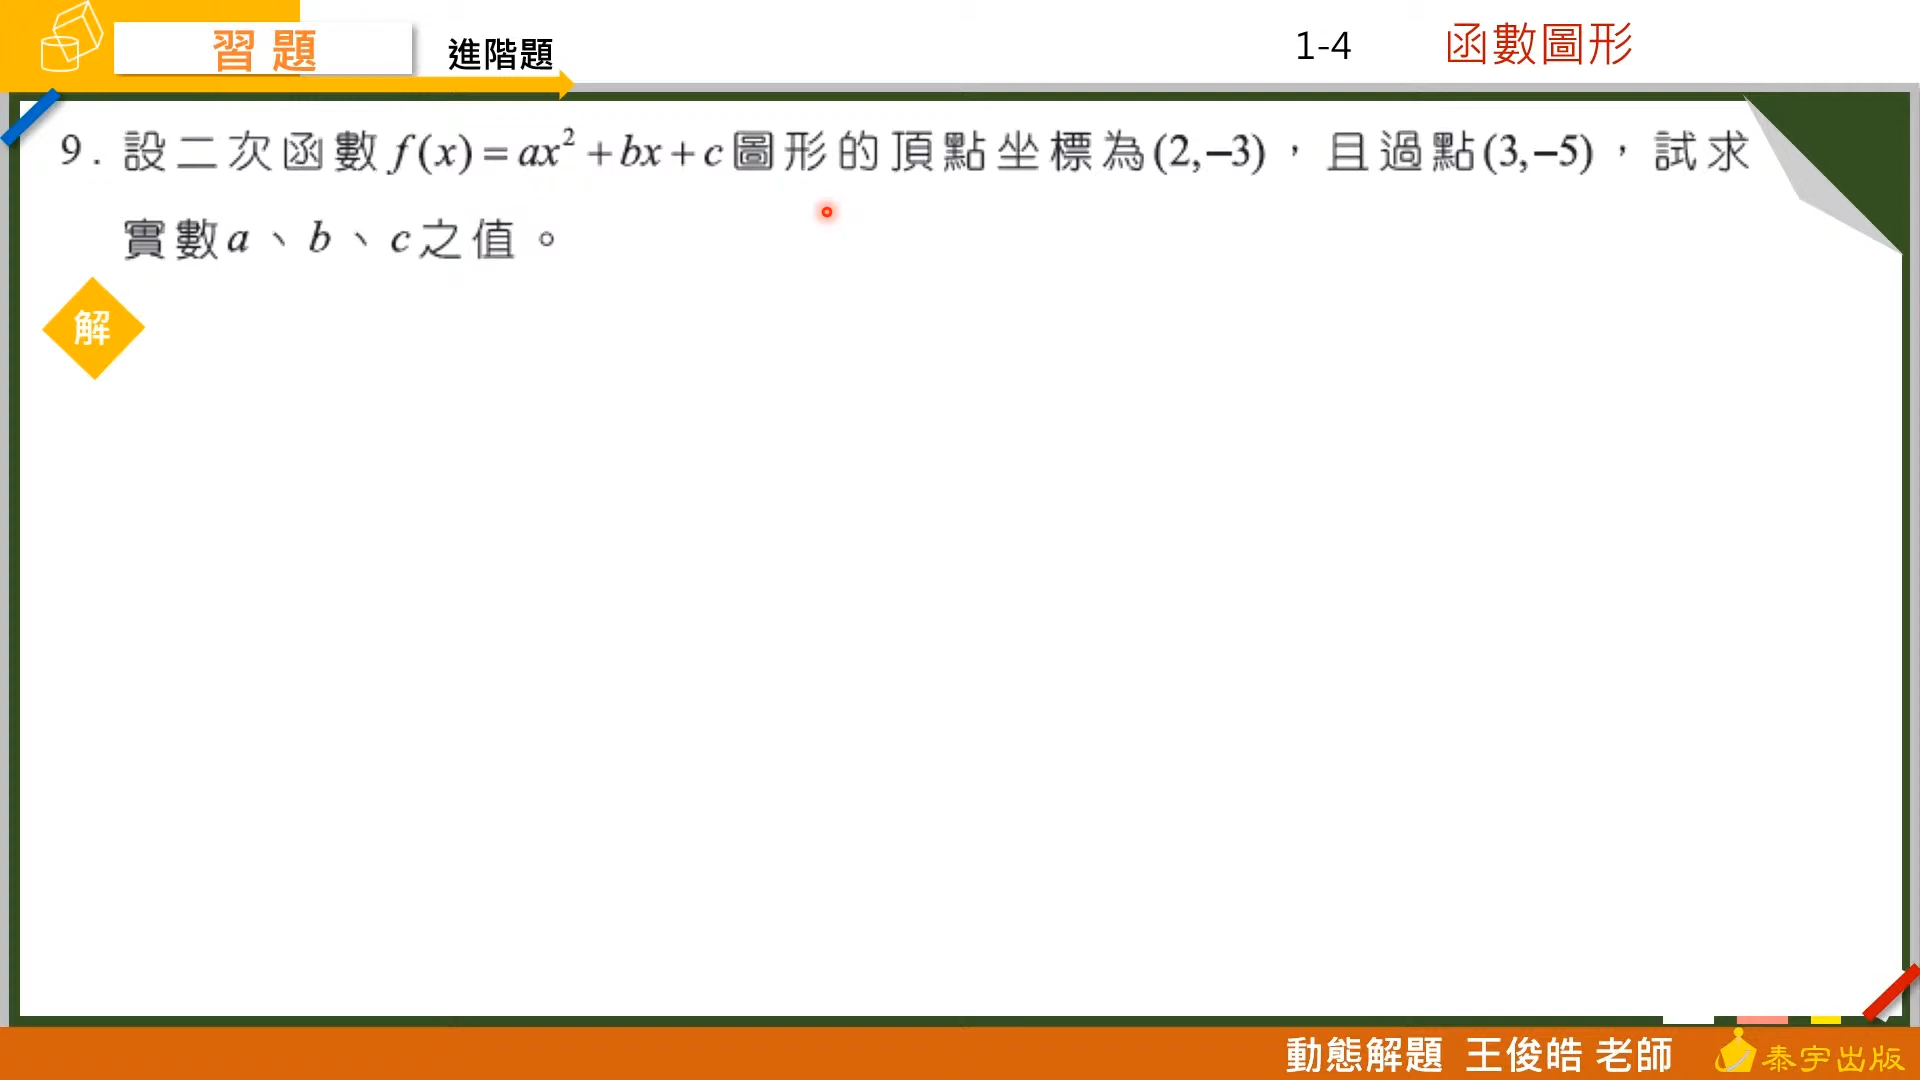 習題
進階題
1-4 函數圖形
9. 設二次函數 f(x)=ax²+bx+c 圖形的頂點坐標為(2,−3),且過點(3,−5),試求
實數 a、b、c 之值。
解
動態解題 王俊皓 老師
泰宇出版